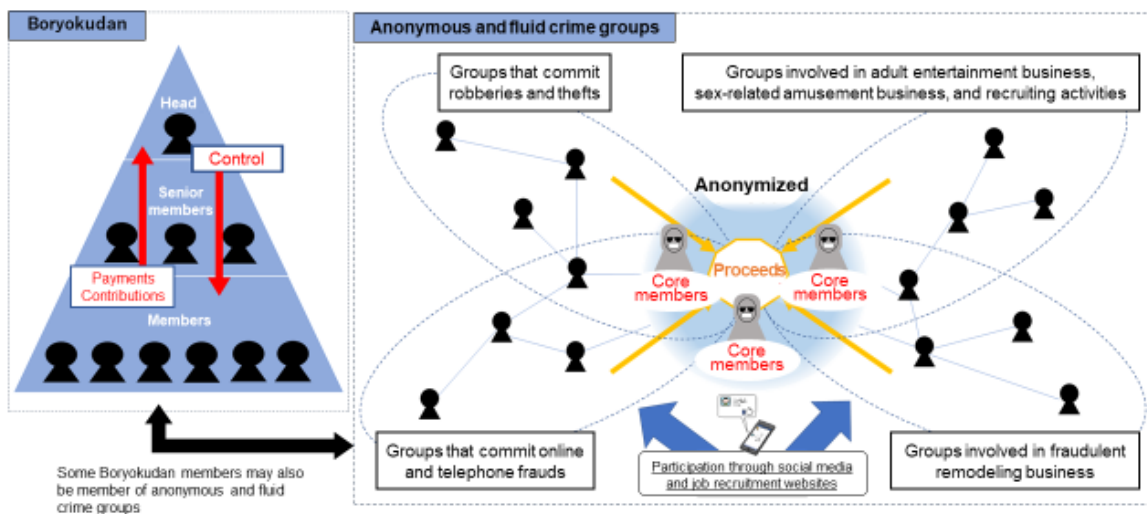 Boryokudan
Head
Control
Senior
members
Payments
Contributions
Members
Some Boryokudan members may also
be member of anonymous and fluid
crime groups
Anonymous and fluid crime groups
Groups that commit
robberies and thefts
Groups involved in adult entertainment business,
sex-related amusement business, and recruiting activities
Anonymized
Proceeds
Core
members
Core
members
Core
members
Groups that commit online
and telephone frauds
Participation through social media
and job recruitment websites
Groups involved in fraudulent
remodeling business